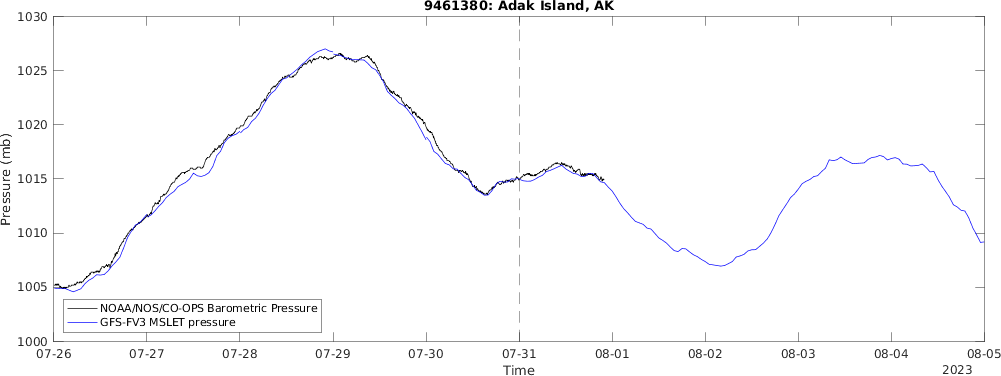 9461380: Adak Island, AK
Pressure (mb)
1030
1025
1020
1015
1010
1005
1000
NOAA/NOS/CO-OPS Barometric Pressure
GFS-FV3 MSLET pressure
07-26 07-27 07-28 07-29 07-30 07-31 08-01 08-02 08-03 08-04 08-05
Time
2023